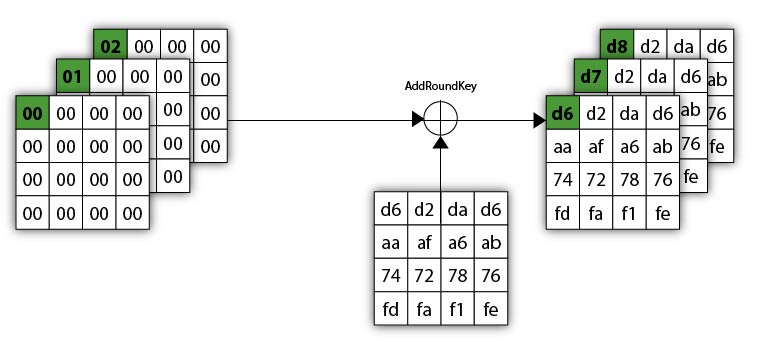 02 00 00 00
01 00 00 00
00 00 00 00
00
00
00
00
00 00 00 00
00 00 00 00
00 00 00 00
00
00
00
AddRoundKey
d6 d2 da d6
aa af a6 ab
74 72 78 76
fd fa f1 fe
d8 d2 da d6
d7 d2 da d6
d6 d2 da d6
ab
76
fe
ab
76
fe
aa af a6 ab
74 72 78 76
fd fa f1 fe